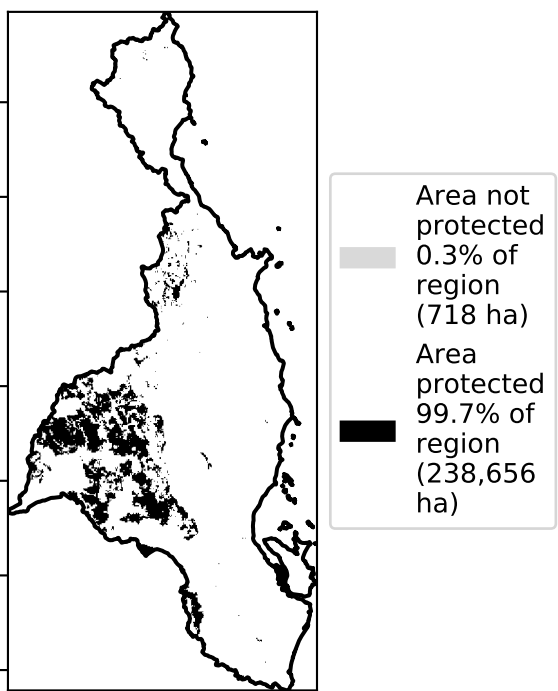 Area not
protected
0.3% of
region
(718 ha)
Area
protected
99.7% of
region
(238,656
ha)